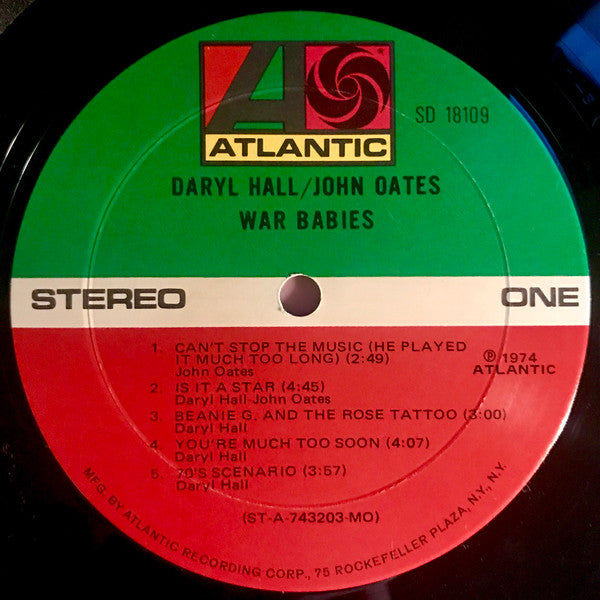 ATLANTIC
SD 18109
DARYL HALL/JOHN OATES
WAR BABIES
STEREO
ONE
1. CAN'T STOP THE MUSIC (HE PLAYED
IT MUCH TOO LONG) (2:49)
John Oates
2. IS IT A STAR (4:45)
Daryl Hall-John Oates
3. BEANIE G. AND THE ROSE TATTOO (3:00)
Daryl Hall
4. YOU'RE MUCH TOO SOON (4:07)
Daryl Hall
5. 70'S SCENARIO (3:57)
Daryl Hall
Ⓟ 1974
ATLANTIC
(ST-A-743203-MO)
MFG. BY ATLANTIC RECORDING CORP., 75 ROCKEFELLER PLAZA, N.Y., N.Y.